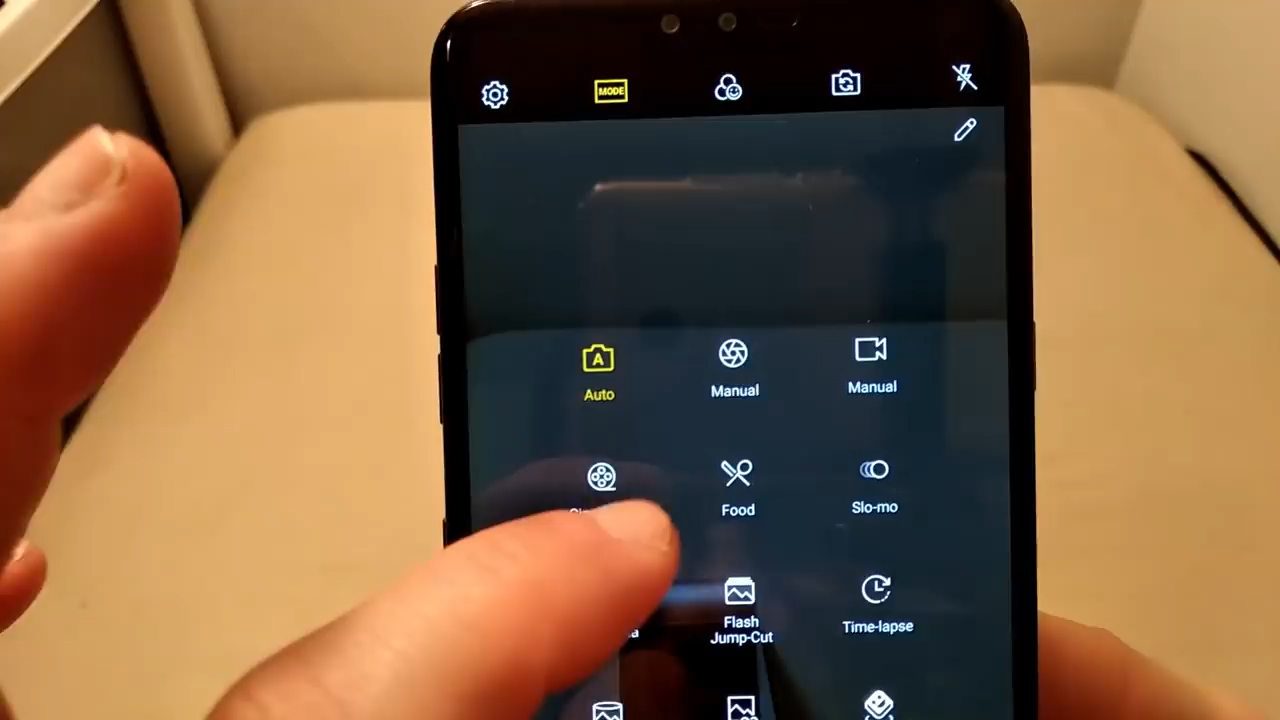 MODE
Auto
Manual
Manual
Food
Slo-mo
Flash
Jump-Cut
Time-lapse